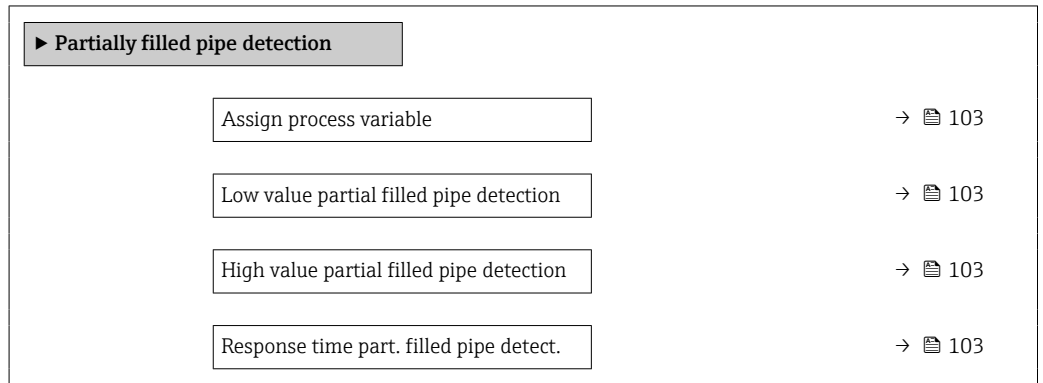 ▶ Partially filled pipe detection
Assign process variable → 103
Low value partial filled pipe detection → 103
High value partial filled pipe detection → 103
Response time part. filled pipe detect. → 103